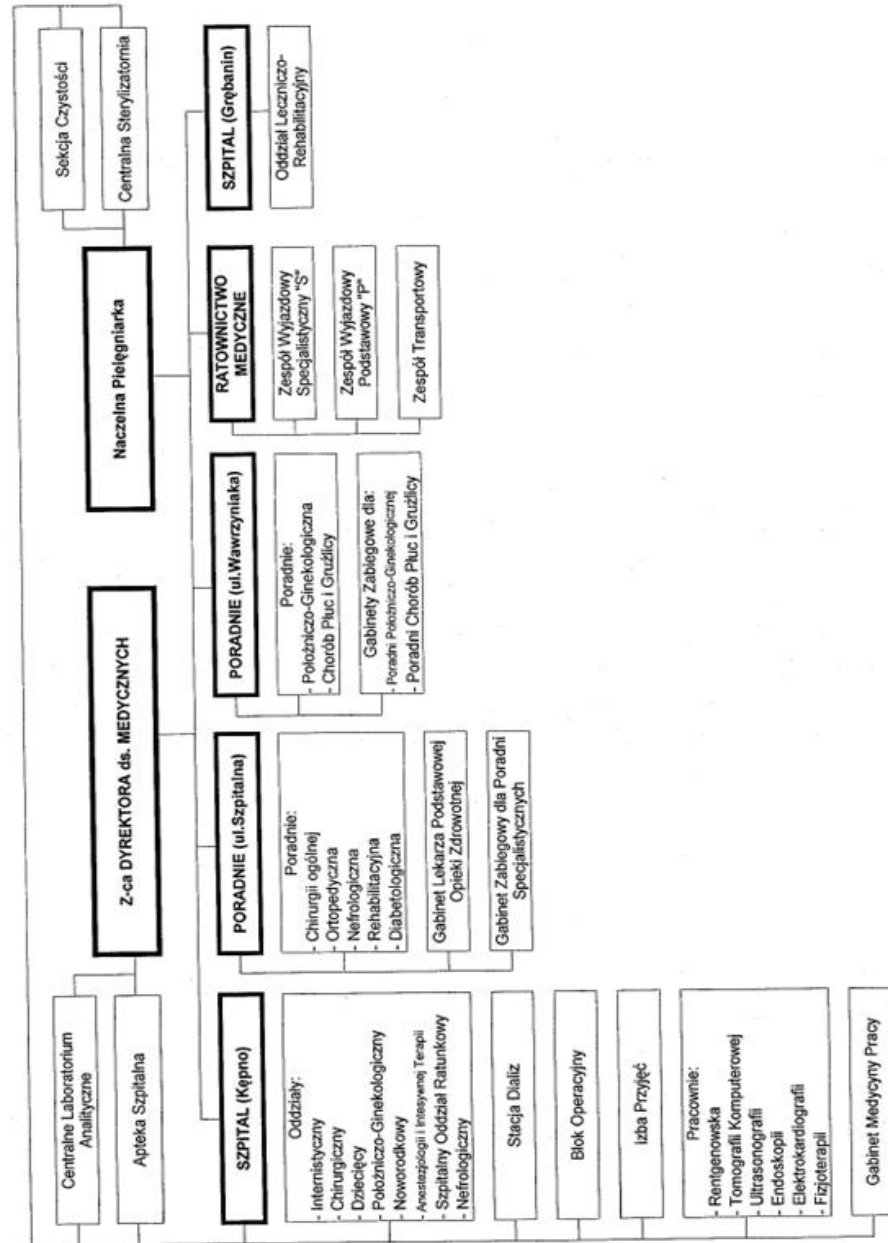 Centralne Laboratorium
Analityczne
Apteka Szpitalna
Z-ca DYREKTORA ds. MEDYCZNYCH
Naczelna Pielęgniarka
Sekcja Czystości
Centralna Sterylizatornia
SZPITAL (Kępno)
Oddziały:
- Internistyczny
- Chirurgiczny
- Dziecięcy
- Położniczo-Ginekologiczny
- Noworodkowy
- Anestezjologii i Intesywnej Terapii
- Szpitalny Oddział Ratunkowy
- Nefrologiczny
Stacja Dializ
Blok Operacyjny
Izba Przyjęć
Pracownie:
- Rentgenowska
- Tomografii Komputerowej
- Ultrasonografii
- Endoskopii
- Elektrokardiografii
- Fizjoterapii
Gabinet Medycyny Pracy
PORADNIE (ul.Szpitalna)
Poradnie:
- Chirurgii ogólnej
- Ortopedyczna
- Nefrologiczna
- Rehabilitacyjna
- Diabetologiczna
Gabinet Lekarza Podstawowej
Opieki Zdrowotnej
Gabinet Zabiegowy dla Poradni
Specjalistycznych
PORADNIE (ul.Wawrzyniaka)
Poradnie:
- Położniczo-Ginekologiczna
- Chorób Płuc i Gruźlicy
Gabinety Zabiegowe dla:
- Poradni Położniczo-Ginekologicznej
- Poradni Chorób Płuc i Gruźlicy
RATOWNICTWO
MEDYCZNE
Zespół Wyjazdowy
Specjalistyczny "S"
Zespół Wyjazdowy
Podstawowy "P"
Zespół Transportowy
SZPITAL (Grębanin)
Oddział Leczniczo-
Rehabilitacyjny